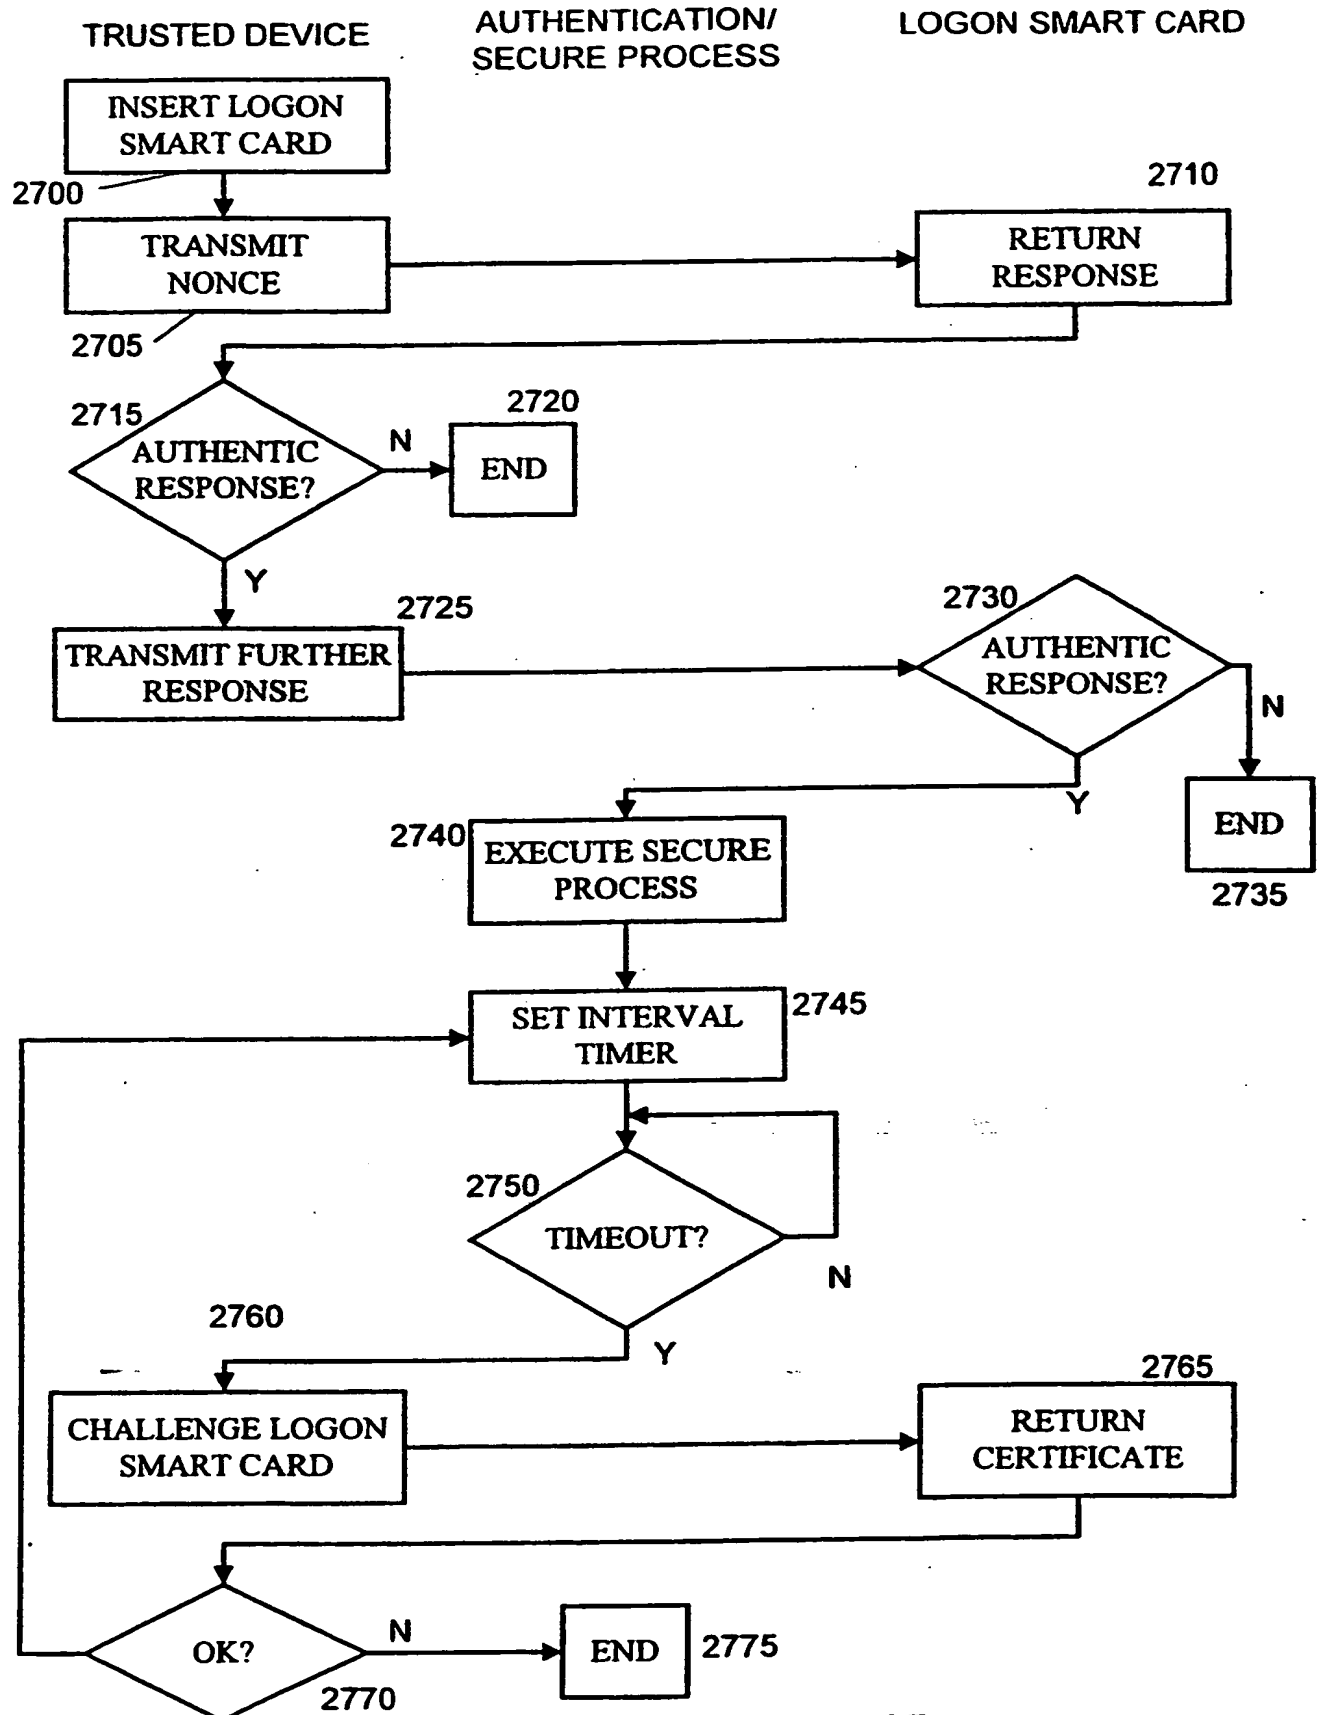 TRUSTED DEVICE
AUTHENTICATION/
SECURE PROCESS
LOGON SMART CARD
INSERT LOGON
SMART CARD
2700
2710
TRANSMIT
NONCE
RETURN
RESPONSE
2705
2715
2720
AUTHENTIC
RESPONSE?
N
END
Y
2725
2730
TRANSMIT FURTHER
RESPONSE
AUTHENTIC
RESPONSE?
N
Y
2740
EXECUTE SECURE
PROCESS
END
2735
SET INTERVAL
TIMER
2745
2750
TIMEOUT?
N
2760
Y
2765
CHALLENGE LOGON
SMART CARD
RETURN
CERTIFICATE
OK?
N
END
2775
2770